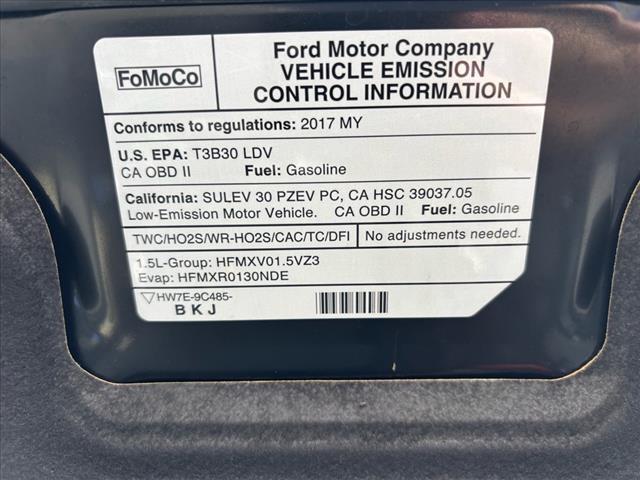 FoMoCo
Ford Motor Company
VEHICLE EMISSION
CONTROL INFORMATION
Conforms to regulations: 2017 MY
U.S. EPA: T3B30 LDV
CA OBD II Fuel: Gasoline
California: SULEV 30 PZEV PC, CA HSC 39037.05
Low-Emission Motor Vehicle. CA OBD II Fuel: Gasoline
TWC/HO2S/WR-HO2S/CAC/TC/DFI No adjustments needed.
1.5L-Group: HFMXV01.5VZ3
Evap: HFMXR0130NDE
HW7E-9C485-
B K J